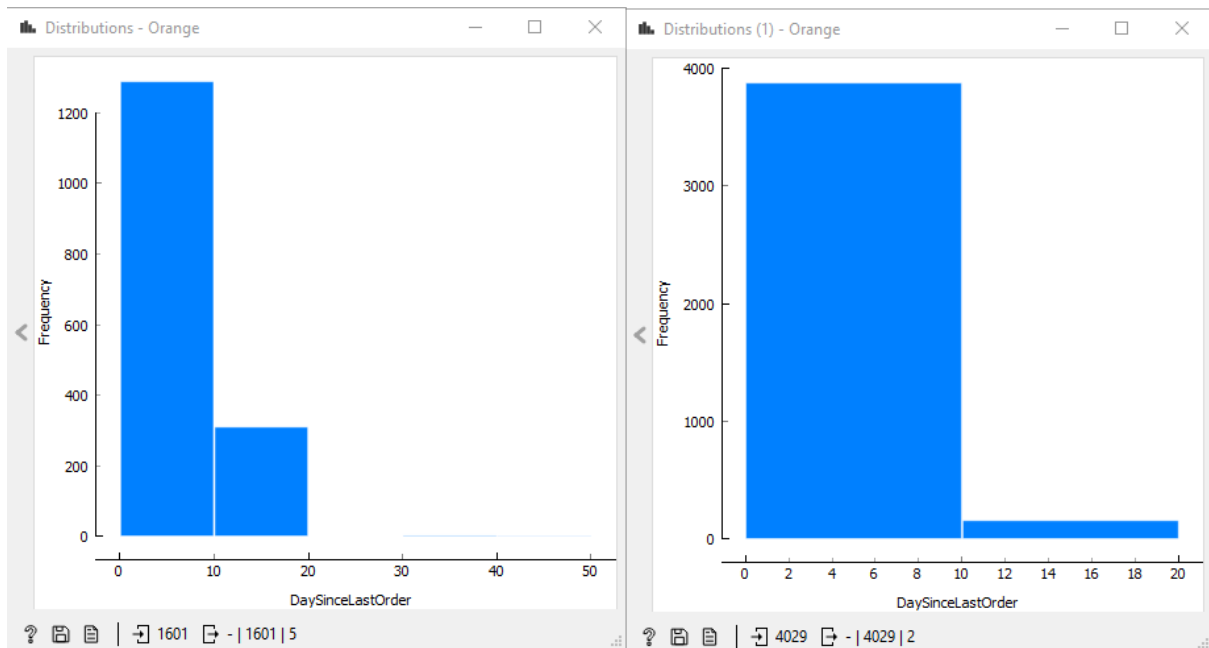 Distributions - Orange
1200
1000
800
600
400
200
0
Frequency
0 10 20 30 40 50
DaySinceLastOrder
? 1601 - | 1601 | 5
Distributions (1) - Orange
4000
3000
2000
1000
0
Frequency
0 2 4 6 8 10 12 14 16 18 20
DaySinceLastOrder
? 4029 - | 4029 | 2